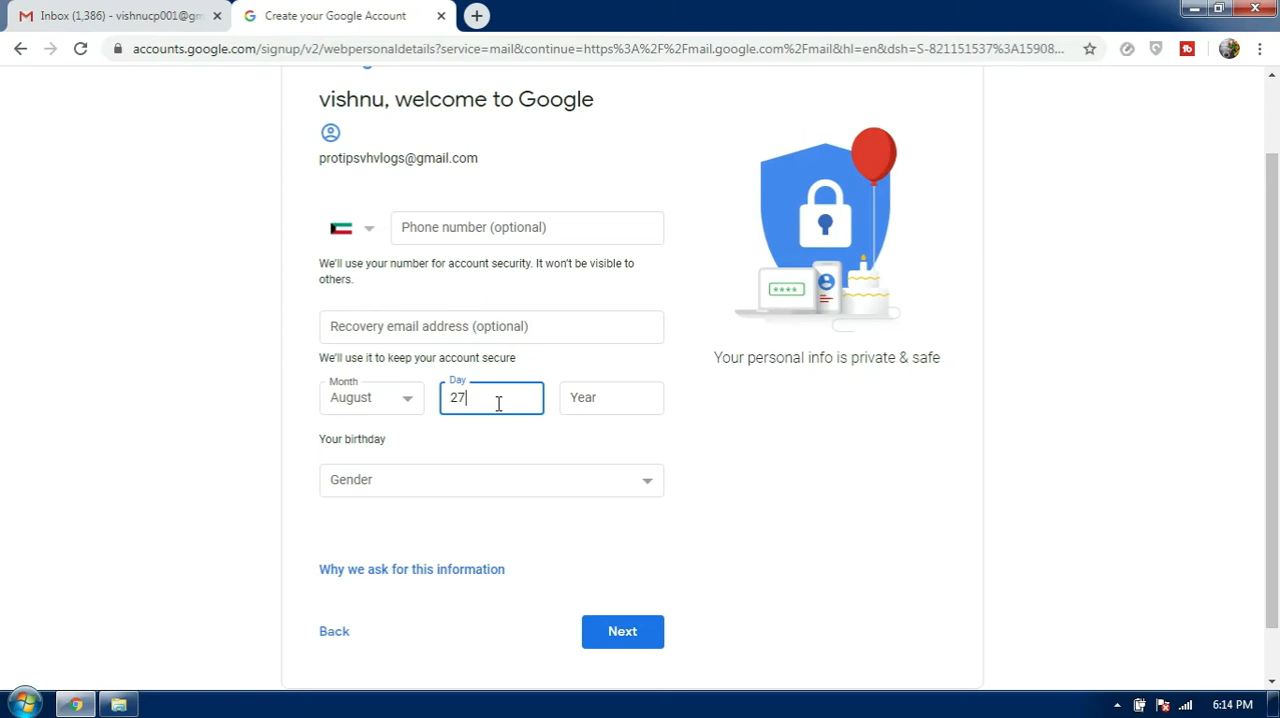 Inbox (1,386) - vishnucp001@gm
Create your Google Account
accounts.google.com/signup/v2/webpersonaldetails?service=mail&continue=https%3A%2F%2Fmail.google.com%2Fmail&hl=en&dsh=S-821151537%3A15908...
vishnu, welcome to Google
protipsvhvlogs@gmail.com
Phone number (optional)
We'll use your number for account security. It won't be visible to
others.
Recovery email address (optional)
We'll use it to keep your account secure
Month Day
August 27 Year
Your birthday
Gender
Why we ask for this information
Back Next
****
Your personal info is private & safe
6:14 PM